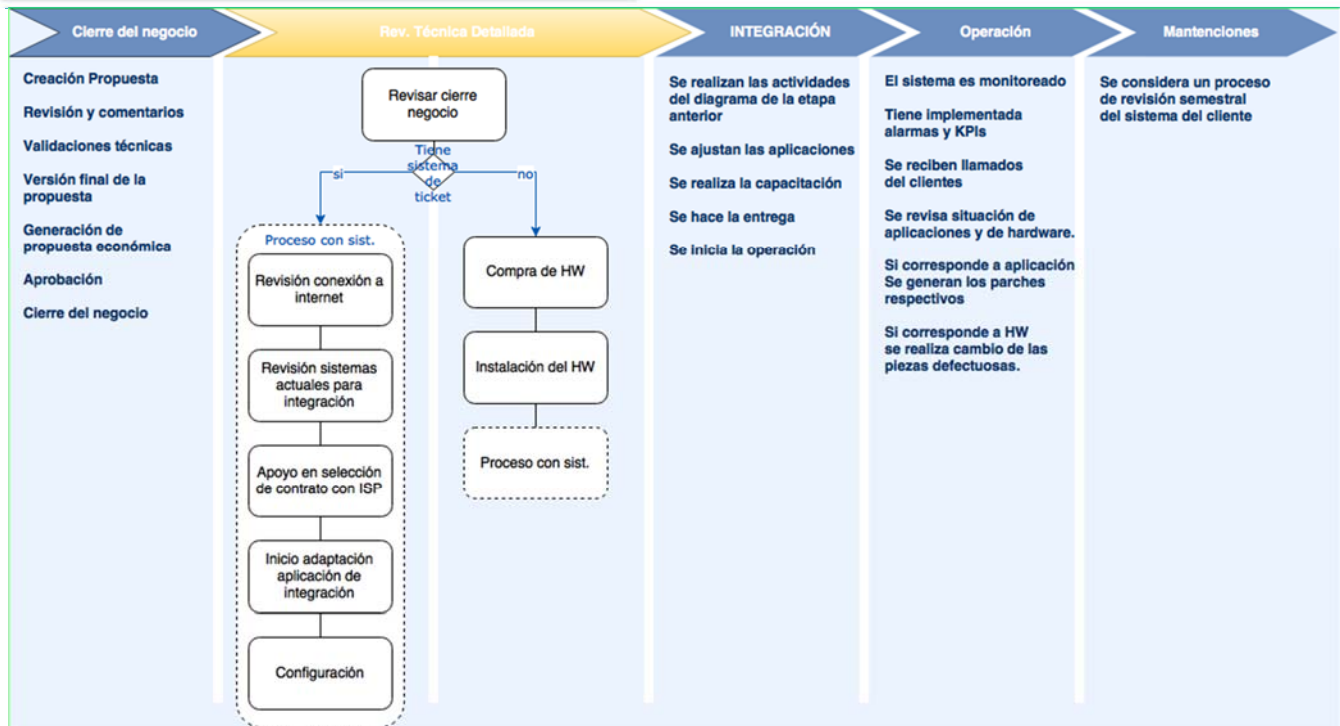 Cierre del negocio
Rev. Técnica Detallada
INTEGRACIÓN
Operación
Mantenciones
Creación Propuesta
Revisión y comentarios
Validaciones técnicas
Versión final de la
propuesta
Generación de
propuesta económica
Aprobación
Cierre del negocio
Revisar cierre
negocio
Tiene
sistema
de
ticket
si
no
Proceso con sist.
Revisión conexión a
internet
Revisión sistemas
actuales para
integración
Apoyo en selección
de contrato con ISP
Inicio adaptación
aplicación de
integración
Configuración
Compra de HW
Instalación del HW
Proceso con sist.
Se realizan las actividades
del diagrama de la etapa
anterior
Se ajustan las aplicaciones
Se realiza la capacitación
Se hace la entrega
Se inicia la operación
El sistema es monitoreado
Tiene implementada
alarmas y KPIs
Se reciben llamados
del clientes
Se revisa situación de
aplicaciones y de hardware.
Si corresponde a aplicación
Se generan los parches
respectivos
Si corresponde a HW
se realiza cambio de las
piezas defectuosas.
Se considera un proceso
de revisión semestral
del sistema del cliente